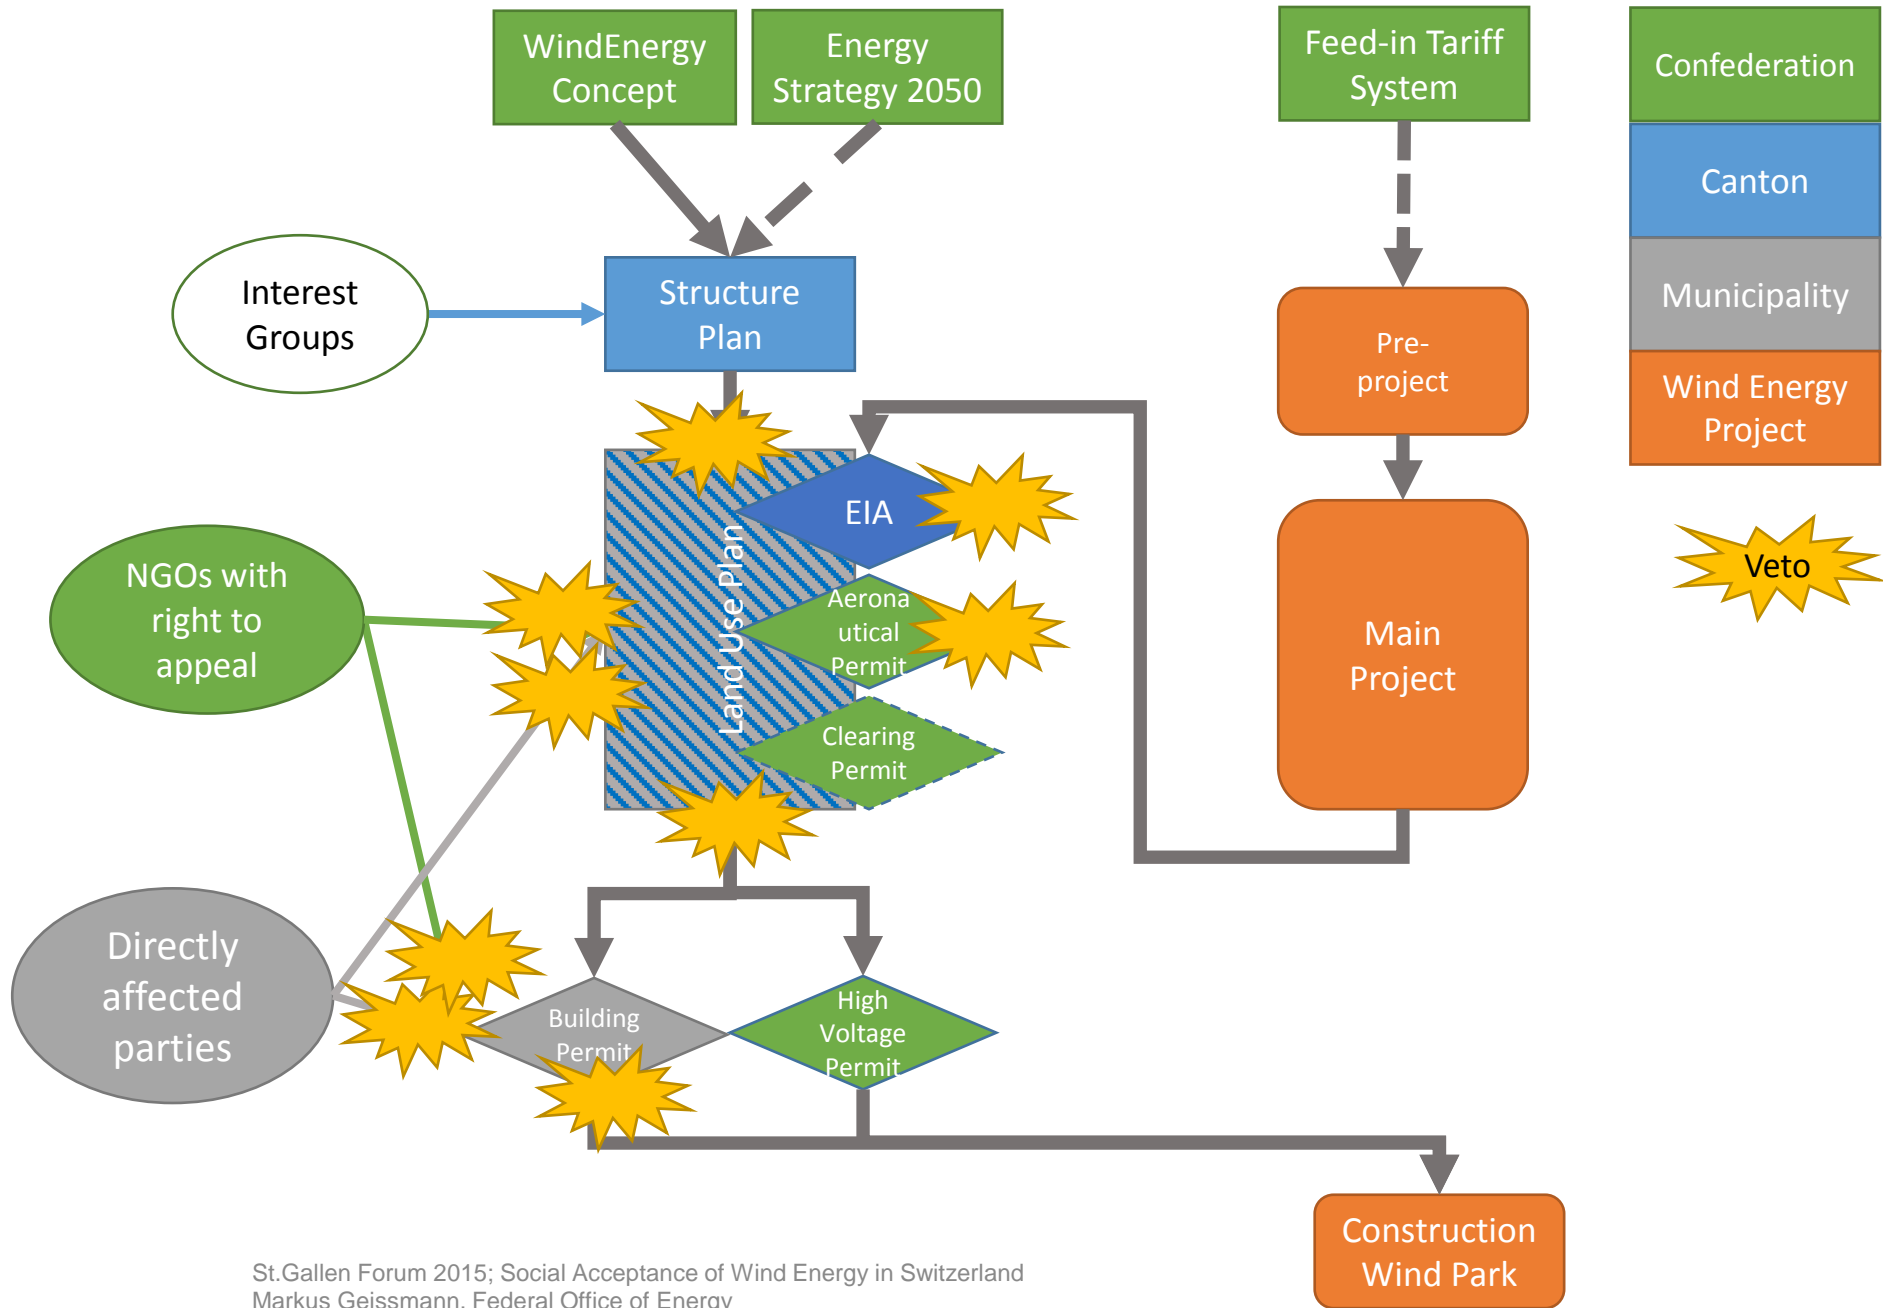 WindEnergy
Concept
Energy
Strategy 2050
Feed-in Tariff
System
Confederation
Canton
Municipality
Wind Energy
Project
Veto
Interest
Groups
Structure
Plan
Pre-
project
Main
Project
NGOs with
right to
appeal
Land Use Plan
EIA
Aerona
utical
Permit
Clearing
Permit
Directly
affected
parties
Building
Permit
High
Voltage
Permit
Construction
Wind Park
St.Gallen Forum 2015; Social Acceptance of Wind Energy in Switzerland
Markus Geissmann, Federal Office of Energy